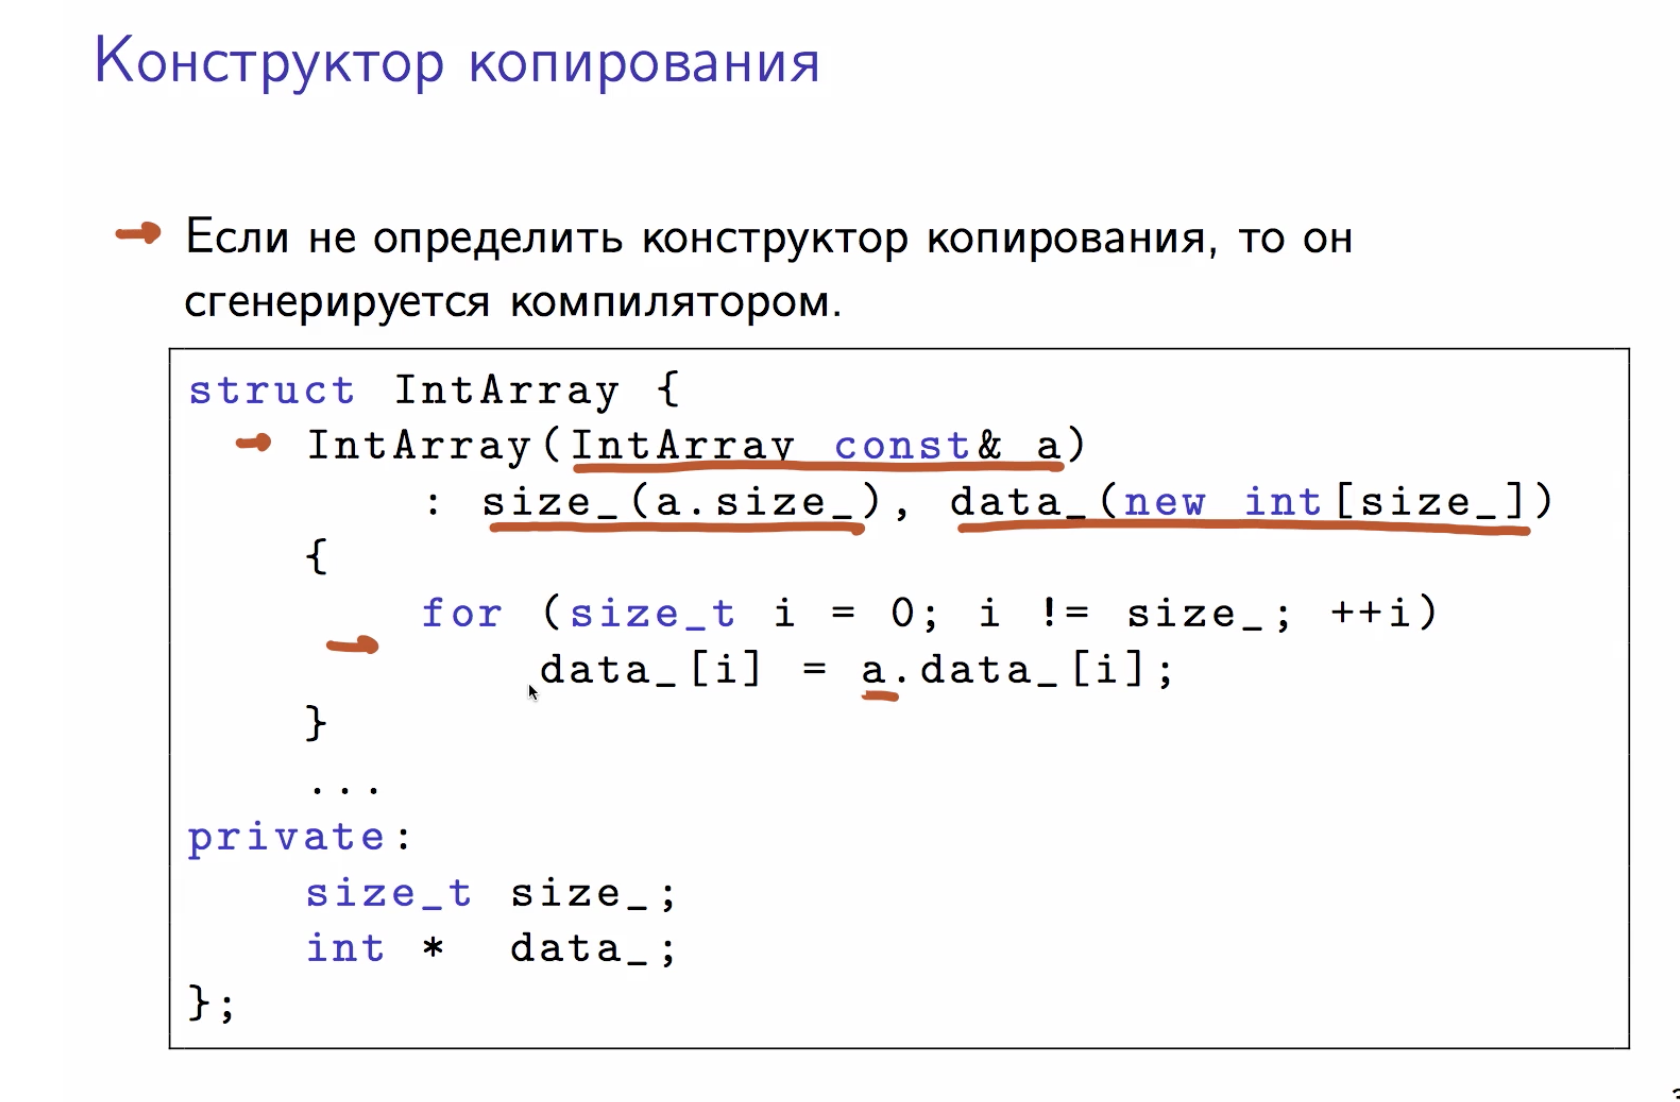 Конструктор копирования
Если не определить конструктор копирования, то он
сгенерируется компилятором.
struct IntArray {
IntArray(IntArray const& a)
: size_(a.size_), data_(new int[size_])
{
for (size_t i = 0; i != size_; ++i)
data_[i] = a.data_[i];
}
...
private:
size_t size_;
int * data_;
};